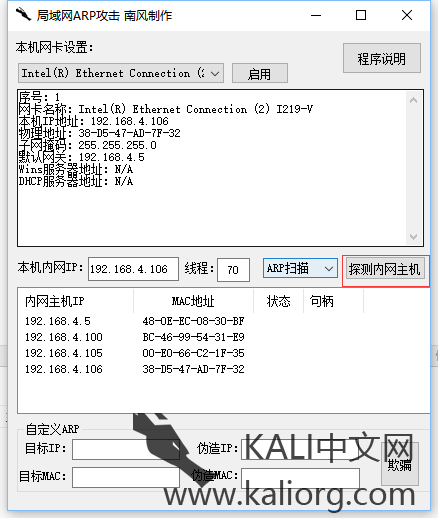 局域网ARP攻击 南风制作
本机网卡设置:
程序说明
Intel(R) Ethernet Connection (2
启用
序号: 1
网卡名称: Intel(R) Ethernet Connection (2) I219-V
本机IP地址: 192.168.4.106
物理地址: 38-D5-47-AD-7F-32
子网掩码: 255.255.255.0
默认网关: 192.168.4.5
Wins服务器地址: N/A
DHCP服务器地址: N/A
本机内网IP: 192.168.4.106 线程: 70 ARP扫描 探测内网主机
内网主机IP MAC地址 状态 句柄
192.168.4.5 48-0E-EC-08-30-BF
192.168.4.100 BC-46-99-54-31-E9
192.168.4.105 00-E0-66-C2-1F-35
192.168.4.106 38-D5-47-AD-7F-32
自定义ARP
目标IP: 伪造IP:
目标MAC: 伪造MAC:
欺骗
KALI中文网
www.kaliorg.com